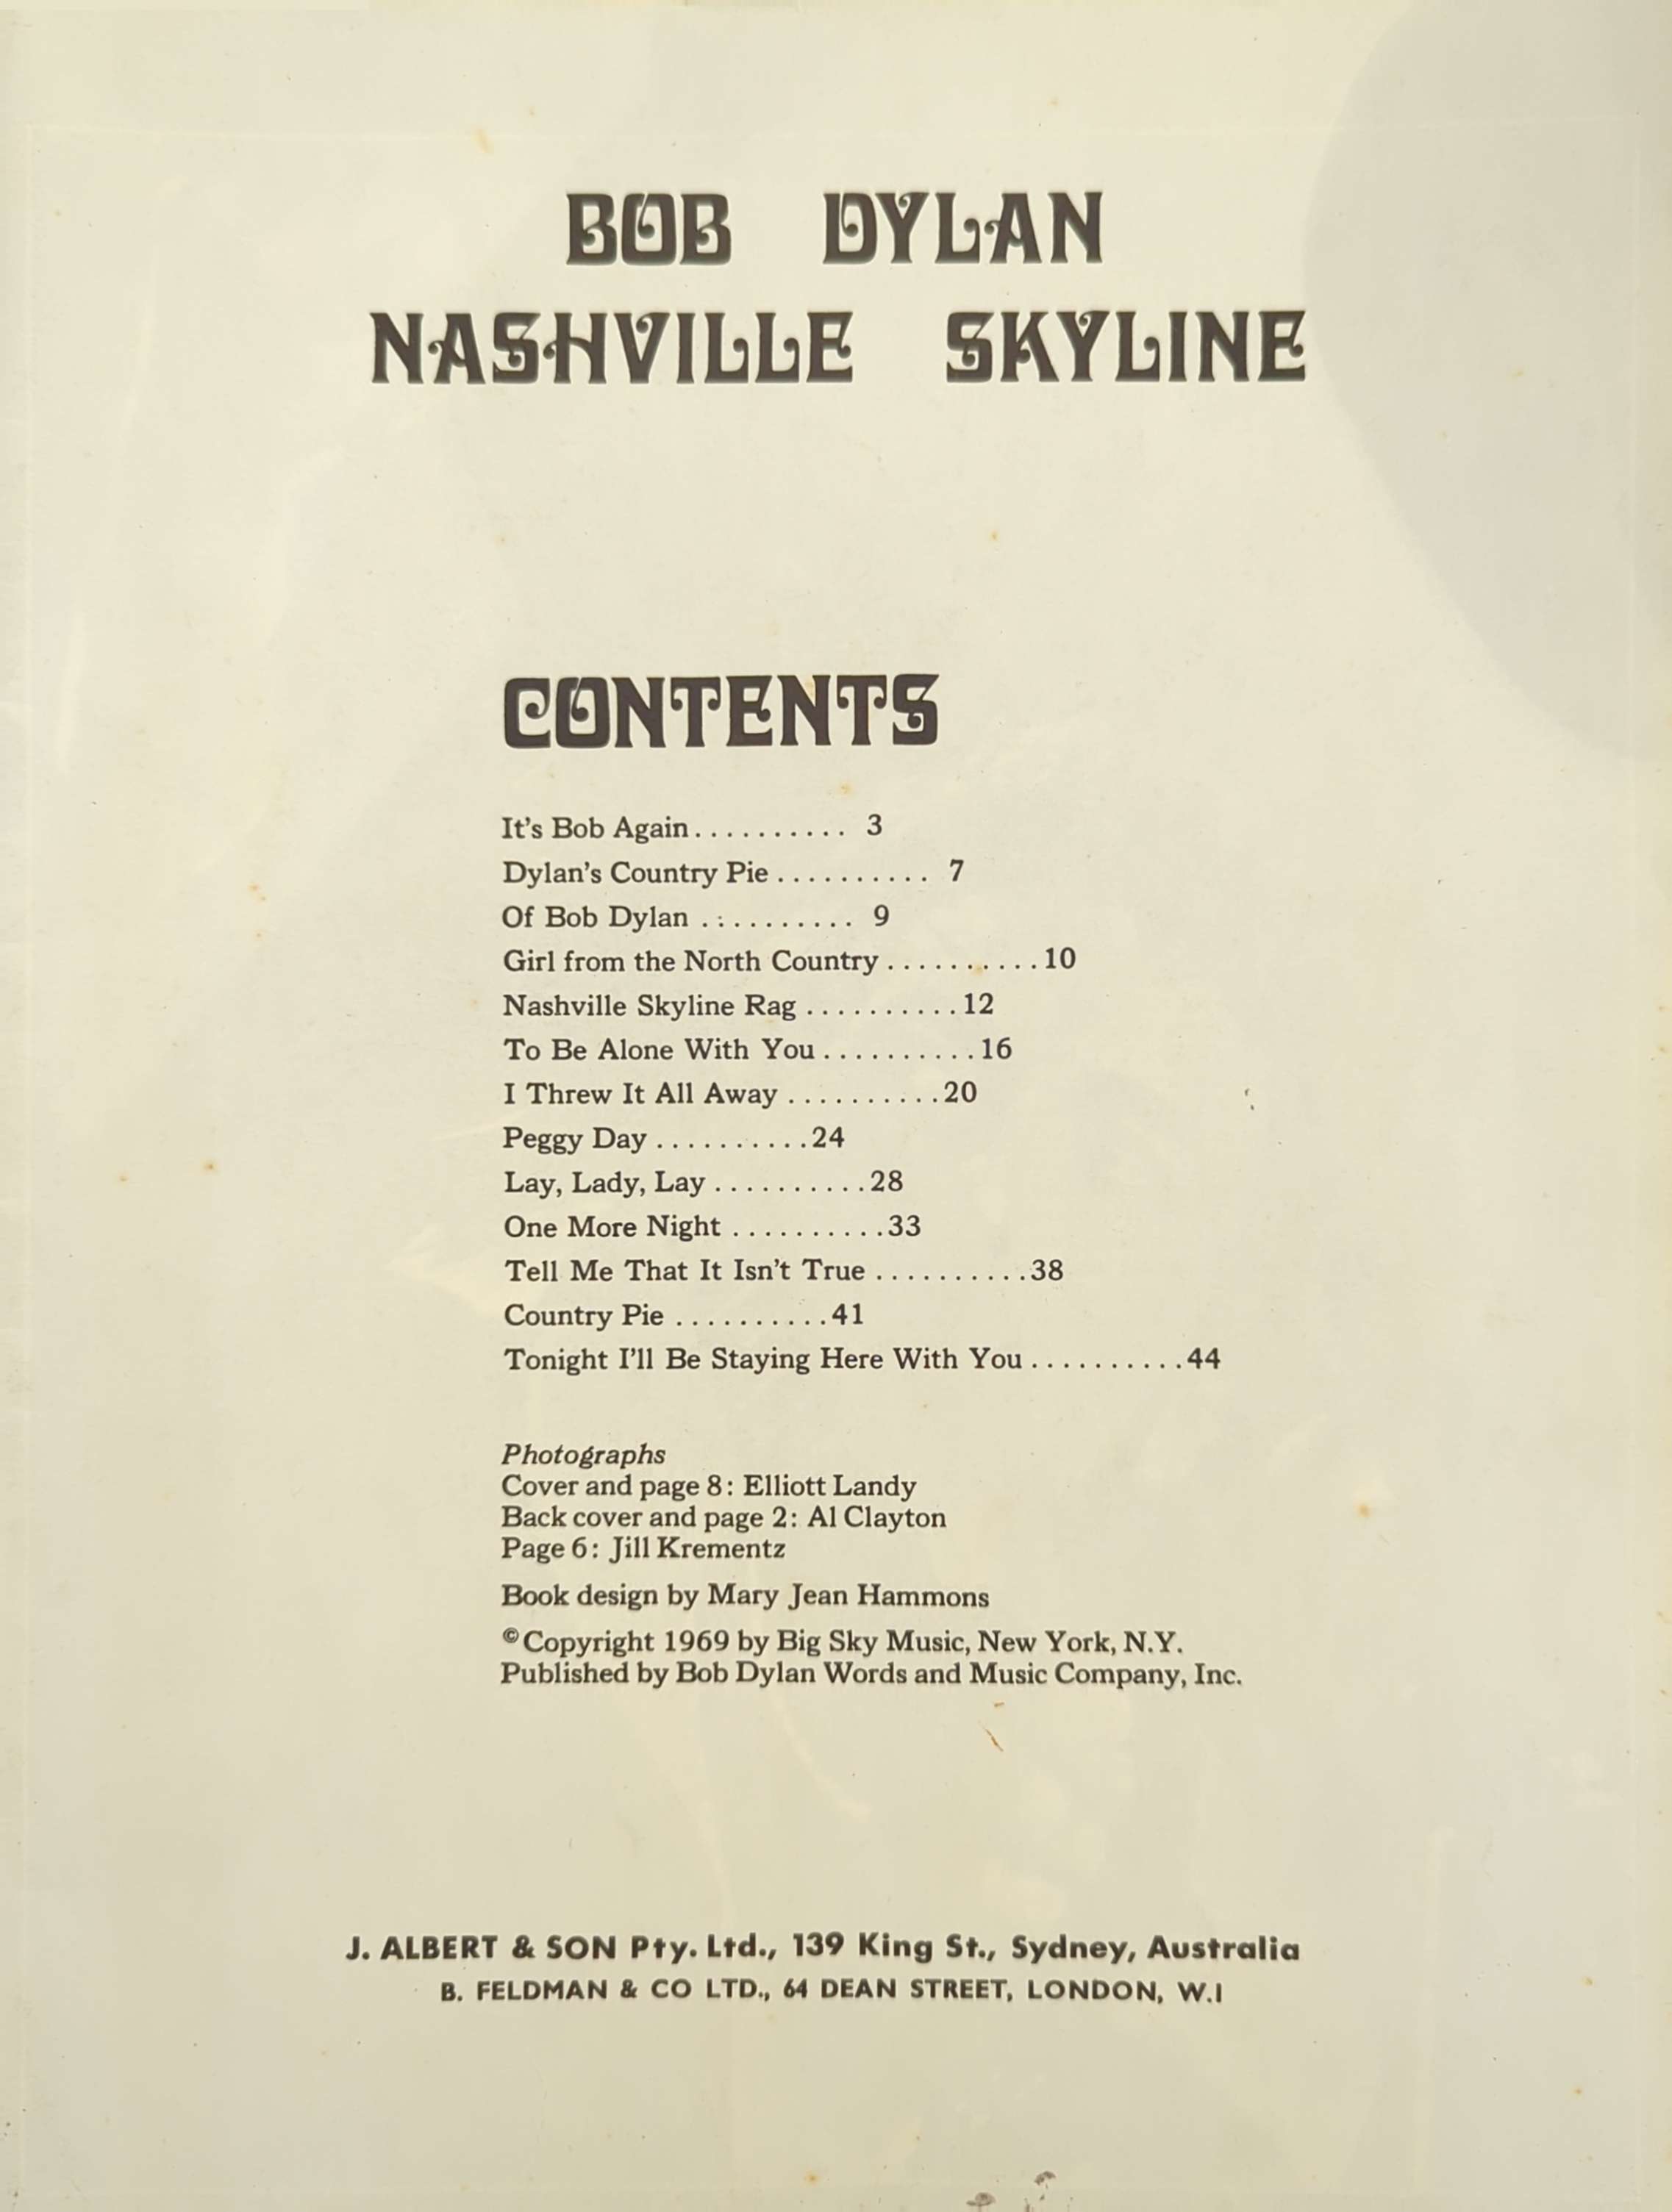 BOB DYLAN
NASHVILLE SKYLINE
CONTENTS
It's Bob Again.......... 3
Dylan's Country Pie.......... 7
Of Bob Dylan .......... 9
Girl from the North Country..........10
Nashville Skyline Rag..........12
To Be Alone With You..........16
I Threw It All Away..........20
Peggy Day..........24
Lay, Lady, Lay..........28
One More Night..........33
Tell Me That It Isn't True..........38
Country Pie..........41
Tonight I'll Be Staying Here With You..........44
Photographs
Cover and page 8: Elliott Landy
Back cover and page 2: Al Clayton
Page 6: Jill Krementz
Book design by Mary Jean Hammons
©Copyright 1969 by Big Sky Music, New York, N.Y.
Published by Bob Dylan Words and Music Company, Inc.
J. ALBERT & SON Pty. Ltd., 139 King St., Sydney, Australia
B. FELDMAN & CO LTD., 64 DEAN STREET, LONDON, W.I